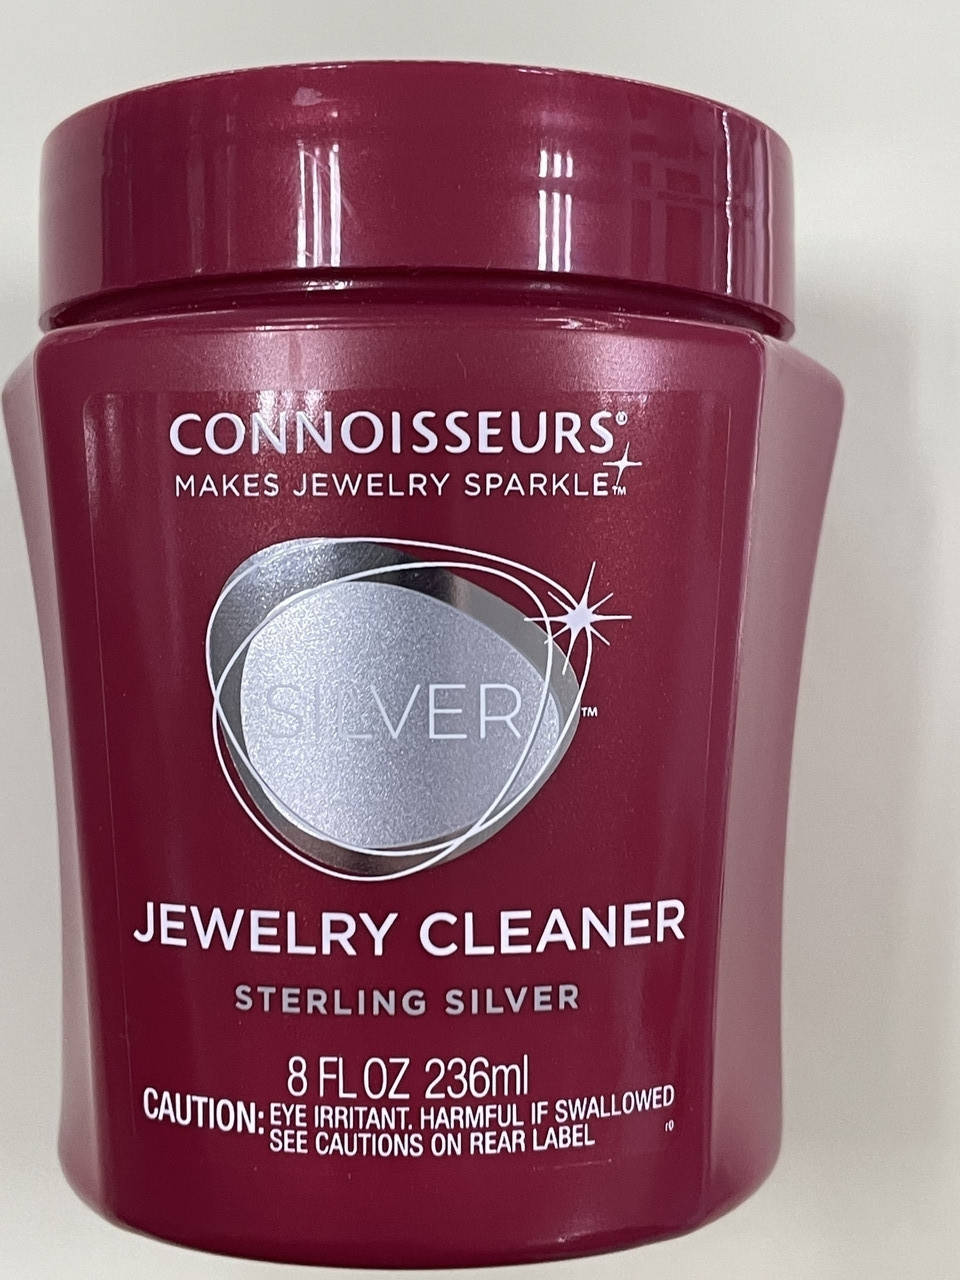 CONNOISSEURS®
MAKES JEWELRY SPARKLE™
SILVER™
JEWELRY CLEANER
STERLING SILVER
8 FL OZ 236ml
CAUTION: EYE IRRITANT. HARMFUL IF SWALLOWED
SEE CAUTIONS ON REAR LABEL